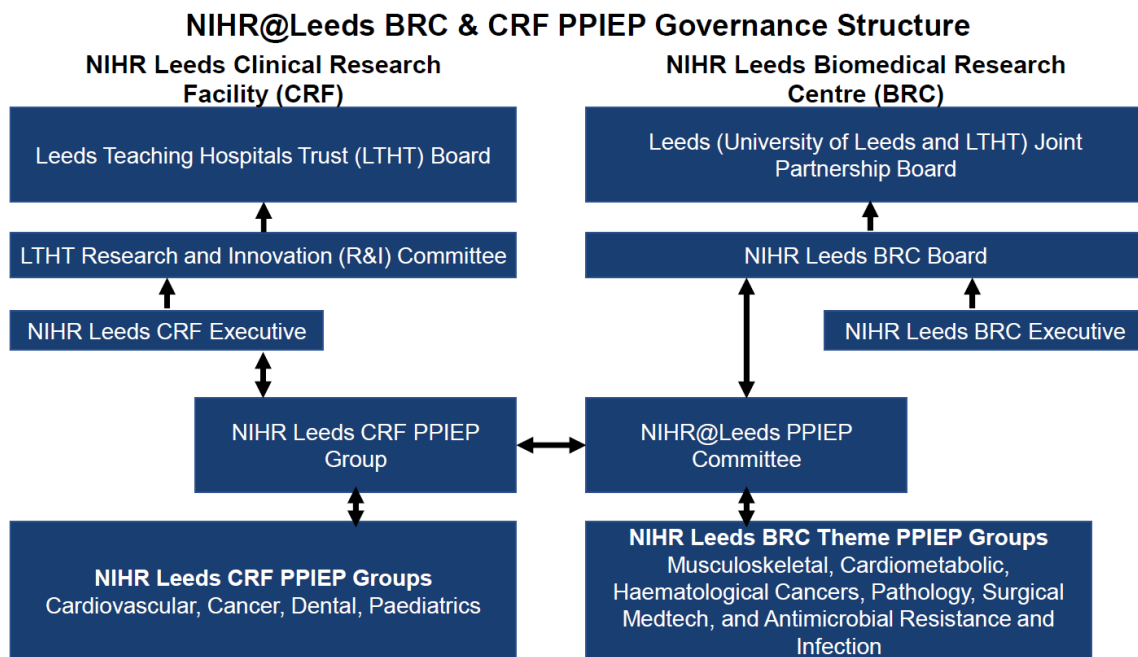 NIHR@Leeds BRC & CRF PPIEP Governance Structure
NIHR Leeds Clinical Research
Facility (CRF)
NIHR Leeds Biomedical Research
Centre (BRC)
Leeds Teaching Hospitals Trust (LTHT) Board
Leeds (University of Leeds and LTHT) Joint
Partnership Board
LTHT Research and Innovation (R&I) Committee
NIHR Leeds BRC Board
NIHR Leeds CRF Executive
NIHR Leeds BRC Executive
NIHR Leeds CRF PPIEP
Group
NIHR@Leeds PPIEP
Committee
NIHR Leeds CRF PPIEP Groups
Cardiovascular, Cancer, Dental, Paediatrics
NIHR Leeds BRC Theme PPIEP Groups
Musculoskeletal, Cardiometabolic,
Haematological Cancers, Pathology, Surgical
Medtech, and Antimicrobial Resistance and
Infection